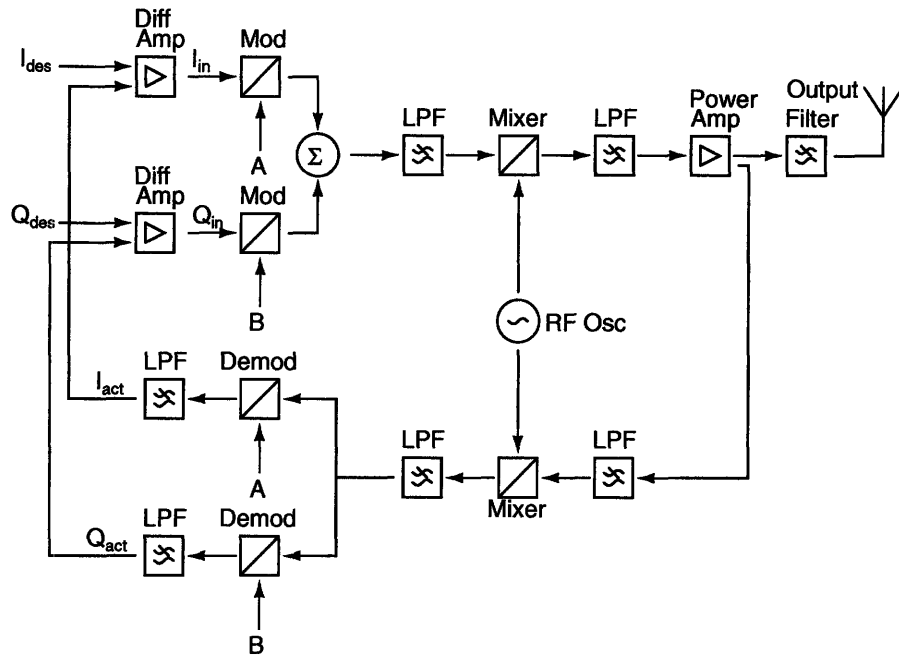 Diff
Amp
Mod
I_des
I_in
A
Σ
LPF
Mixer
LPF
Power
Amp
Output
Filter
Diff
Amp
Mod
Q_des
Q_in
B
RF Osc
LPF
Demod
I_act
A
LPF
Mixer
LPF
LPF
Demod
Q_act
B